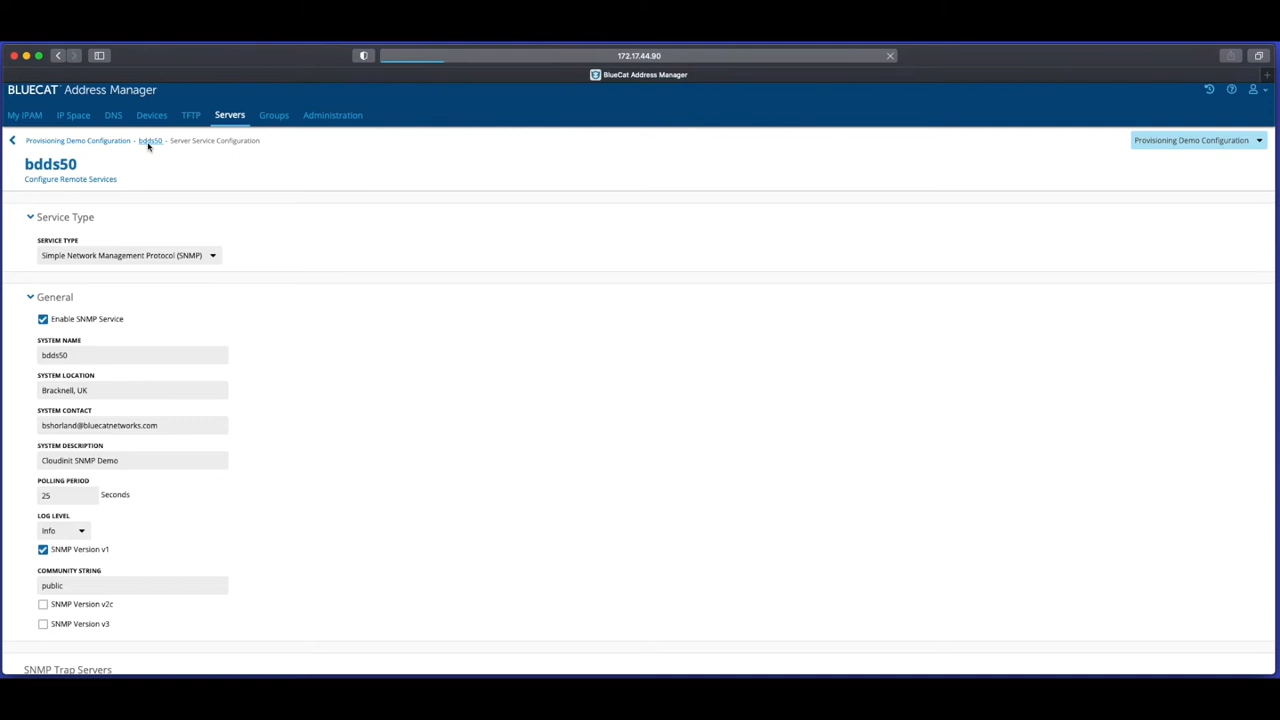 172.17.44.90
BlueCat Address Manager
BLUECAT Address Manager
My IPAM IP Space DNS Devices TFTP Servers Groups Administration
Provisioning Demo Configuration - bdds50 - Server Service Configuration
Provisioning Demo Configuration
bdds50
Configure Remote Services
Service Type
SERVICE TYPE
Simple Network Management Protocol (SNMP)
General
Enable SNMP Service
SYSTEM NAME
bdds50
SYSTEM LOCATION
Bracknell, UK
SYSTEM CONTACT
bshorland@bluecatnetworks.com
SYSTEM DESCRIPTION
Cloudinit SNMP Demo
POLLING PERIOD
25 Seconds
LOG LEVEL
Info
SNMP Version v1
COMMUNITY STRING
public
SNMP Version v2c
SNMP Version v3
SNMP Trap Servers